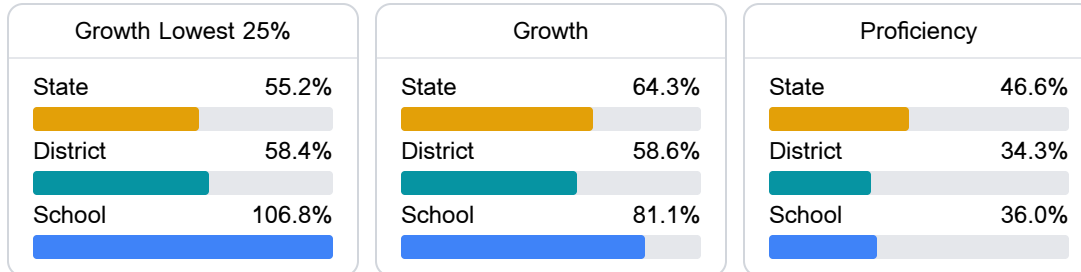 Growth Lowest 25%
State 55.2%
District 58.4%
School 106.8%
Growth
State 64.3%
District 58.6%
School 81.1%
Proficiency
State 46.6%
District 34.3%
School 36.0%